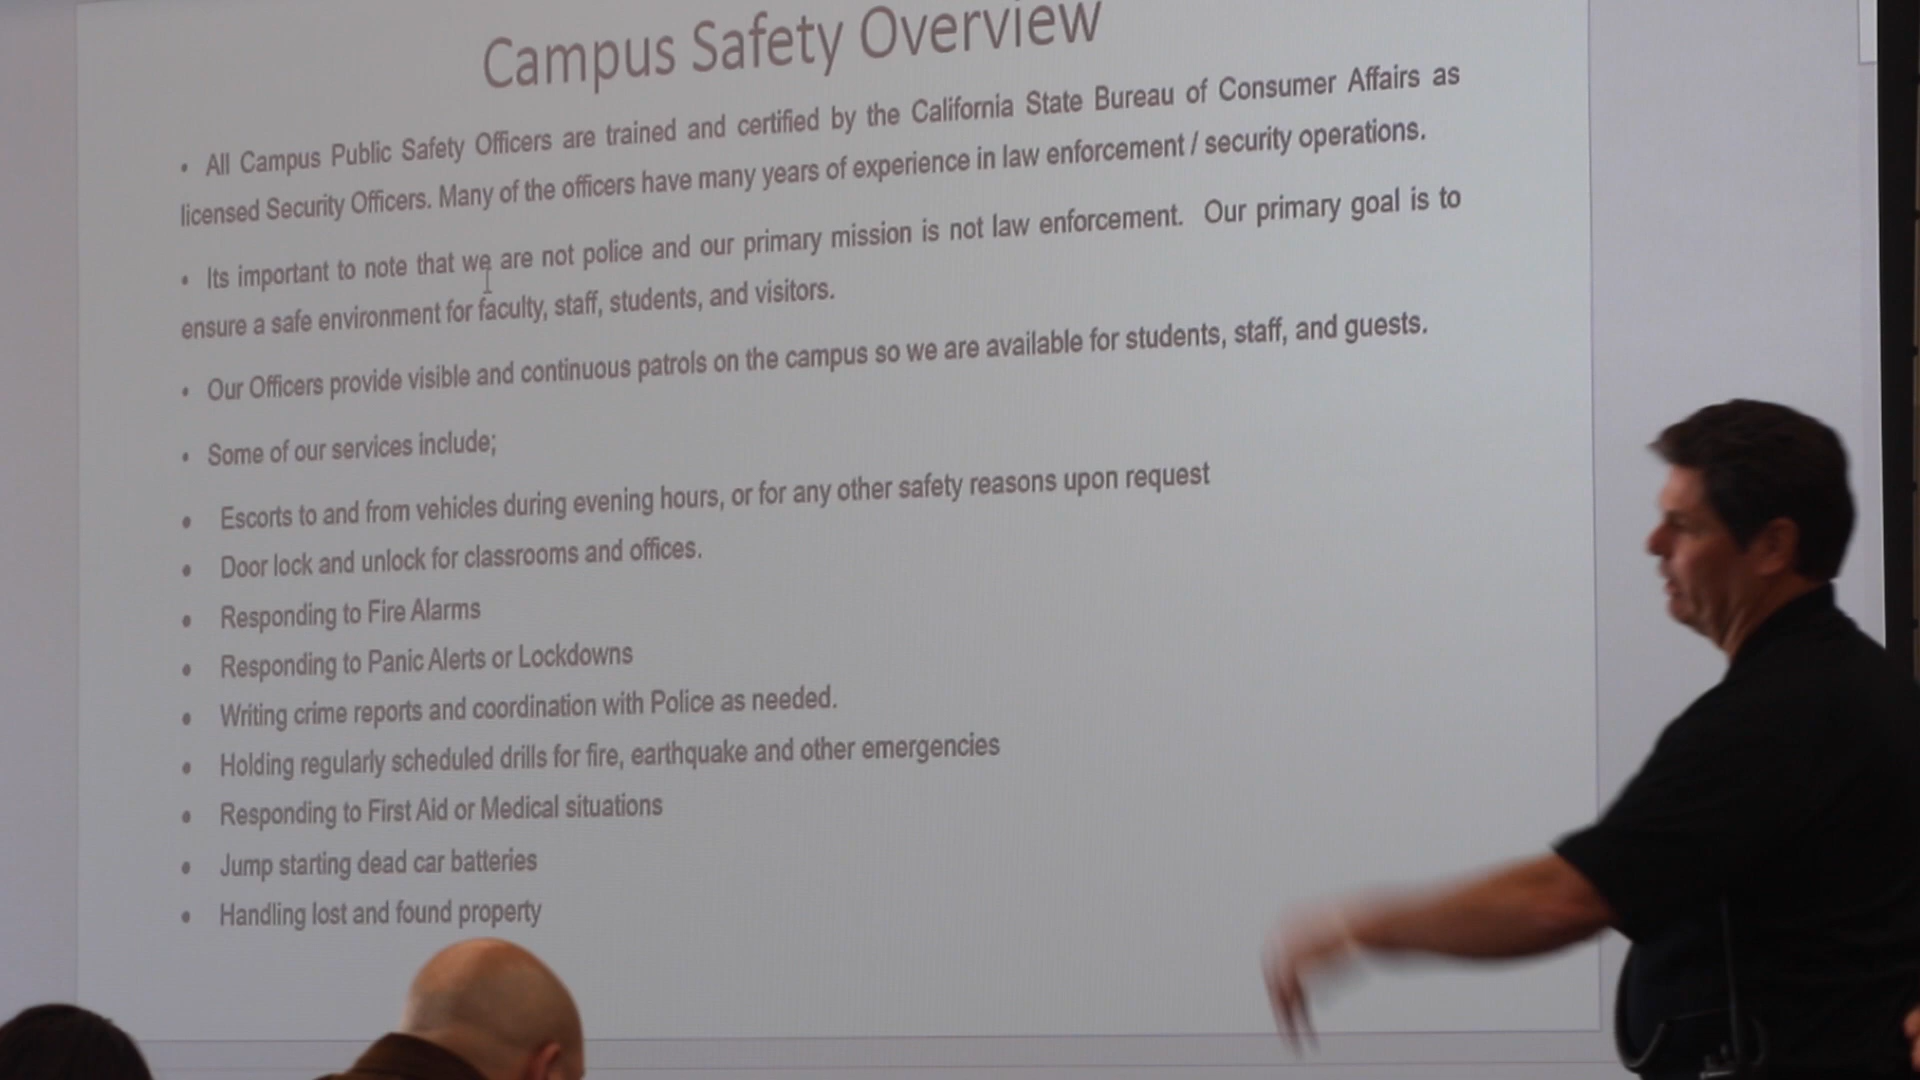 Campus Safety Overview
• All Campus Public Safety Officers are trained and certified by the California State Bureau of Consumer Affairs as
licensed Security Officers. Many of the officers have many years of experience in law enforcement / security operations.
• Its important to note that we are not police and our primary mission is not law enforcement. Our primary goal is to
ensure a safe environment for faculty, staff, students, and visitors.
• Our Officers provide visible and continuous patrols on the campus so we are available for students, staff, and guests.
• Some of our services include;
• Escorts to and from vehicles during evening hours, or for any other safety reasons upon request
• Door lock and unlock for classrooms and offices.
• Responding to Fire Alarms
• Responding to Panic Alerts or Lockdowns
• Writing crime reports and coordination with Police as needed.
• Holding regularly scheduled drills for fire, earthquake and other emergencies
• Responding to First Aid or Medical situations
• Jump starting dead car batteries
• Handling lost and found property